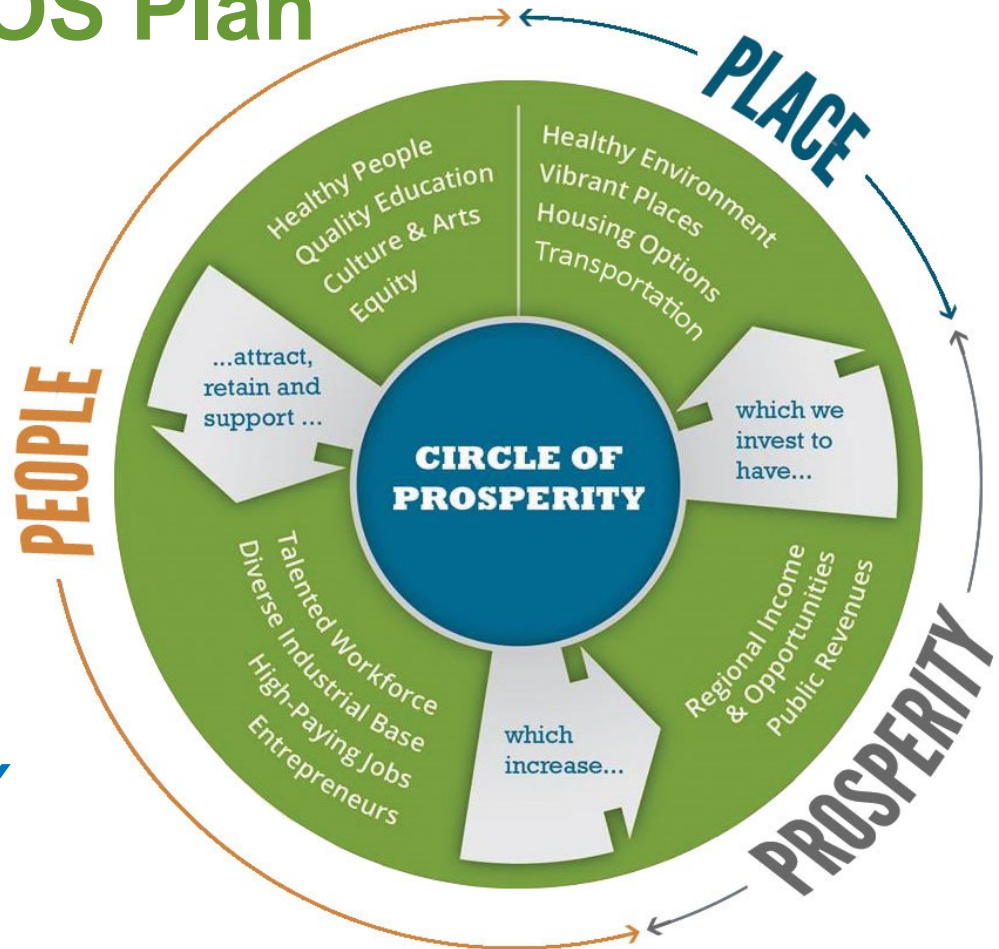 OS Plan
PLACE
Healthy Environment
Vibrant Places
Housing Options
Transportation
which we
invest to
have...
Regional Income
& Opportunities
Public Revenues
PROSPERITY
which
increase...
Talented Workforce
Diverse Industrial Base
High-Paying Jobs
Entrepreneurs
PEOPLE
...attract,
retain and
support ...
Healthy People
Quality Education
Culture & Arts
Equity
CIRCLE OF
PROSPERITY